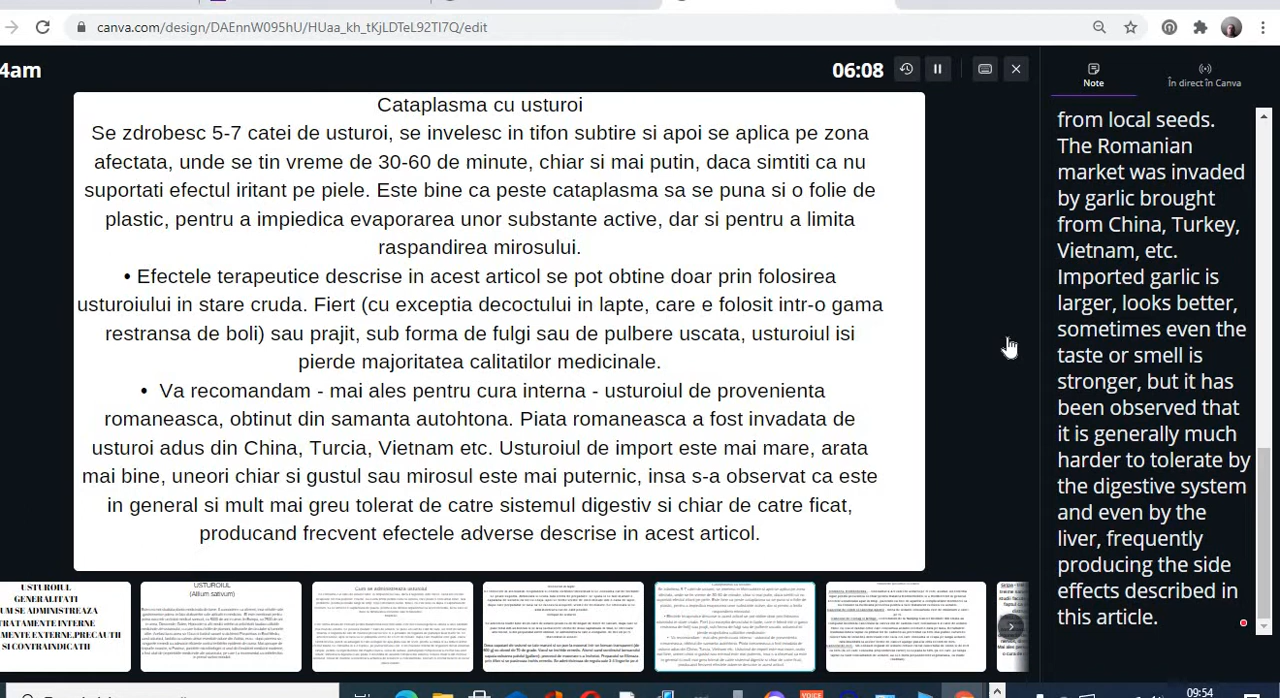 canva.com/design/DAEnnW095hU/HUaa_kh_tKjLDTeL92Tl7Q/edit
4am
06:08
Note
În direct în Canva
Cataplasma cu usturoi
Se zdrobesc 5-7 catei de usturoi, se invelesc in tifon subtire si apoi se aplica pe zona
afectata, unde se tin vreme de 30-60 de minute, chiar si mai putin, daca simtiti ca nu
suportati efectul iritant pe piele. Este bine ca peste cataplasma sa se puna si o folie de
plastic, pentru a impiedica evaporarea unor substante active, dar si pentru a limita
raspandirea mirosului.
• Efectele terapeutice descrise in acest articol se pot obtine doar prin folosirea
usturoiului in stare cruda. Fiert (cu exceptia decoctului in lapte, care e folosit intr-o gama
restransa de boli) sau prajit, sub forma de fulgi sau de pulbere uscata, usturoiul isi
pierde majoritatea calitatilor medicinale.
• Va recomandam - mai ales pentru cura interna - usturoiul de provenienta
romaneasca, obtinut din samanta autohtona. Piata romaneasca a fost invadata de
usturoi adus din China, Turcia, Vietnam etc. Usturoiul de import este mai mare, arata
mai bine, uneori chiar si gustul sau mirosul este mai puternic, insa s-a observat ca este
in general si mult mai greu tolerat de catre sistemul digestiv si chiar de catre ficat,
producand frecvent efectele adverse descrise in acest articol.
from local seeds.
The Romanian
market was invaded
by garlic brought
from China, Turkey,
Vietnam, etc.
Imported garlic is
larger, looks better,
sometimes even the
taste or smell is
stronger, but it has
been observed that
it is generally much
harder to tolerate by
the digestive system
and even by the
liver, frequently
producing the side
effects described in
this article.
USTUROIUL
GENERALITATI
USTUROIUL
(Allium sativum)
09:54